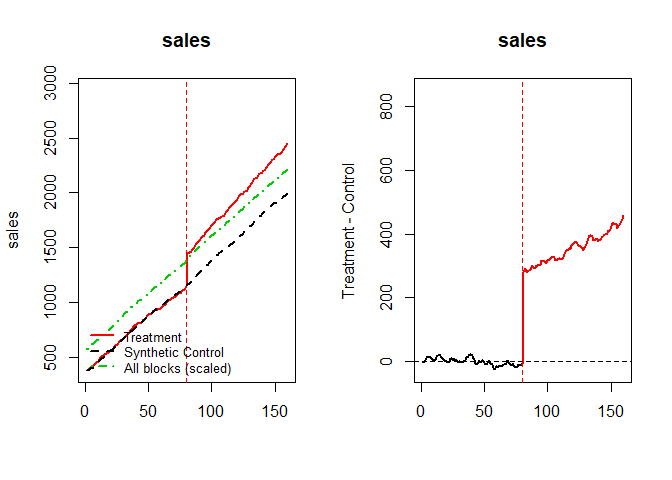 sales
sales
3000
2500
2000
1500
1000
500
Treatment
Synthetic Control
All blocks (scaled)
0
50
100
150
sales
Treatment - Control
800
600
400
200
0
0
50
100
150